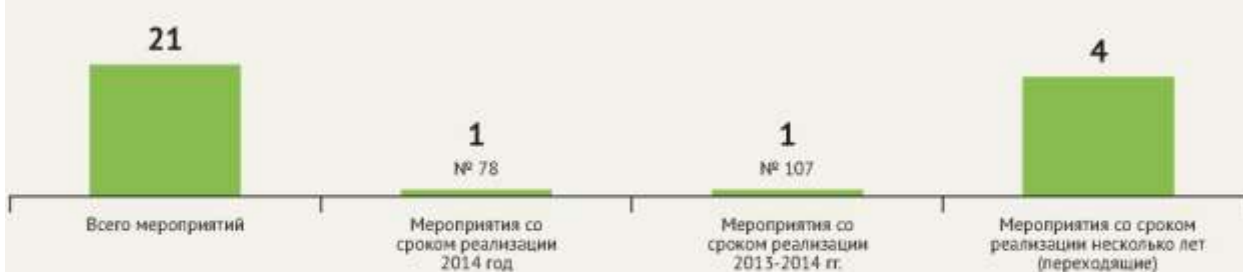 21
Всего мероприятий
1
№ 78
Мероприятия со
сроком реализации
2014 год
1
№ 107
Мероприятия со
сроком реализации
2013-2014 гг.
4
Мероприятия со сроком
реализации несколько лет
(переходящие)